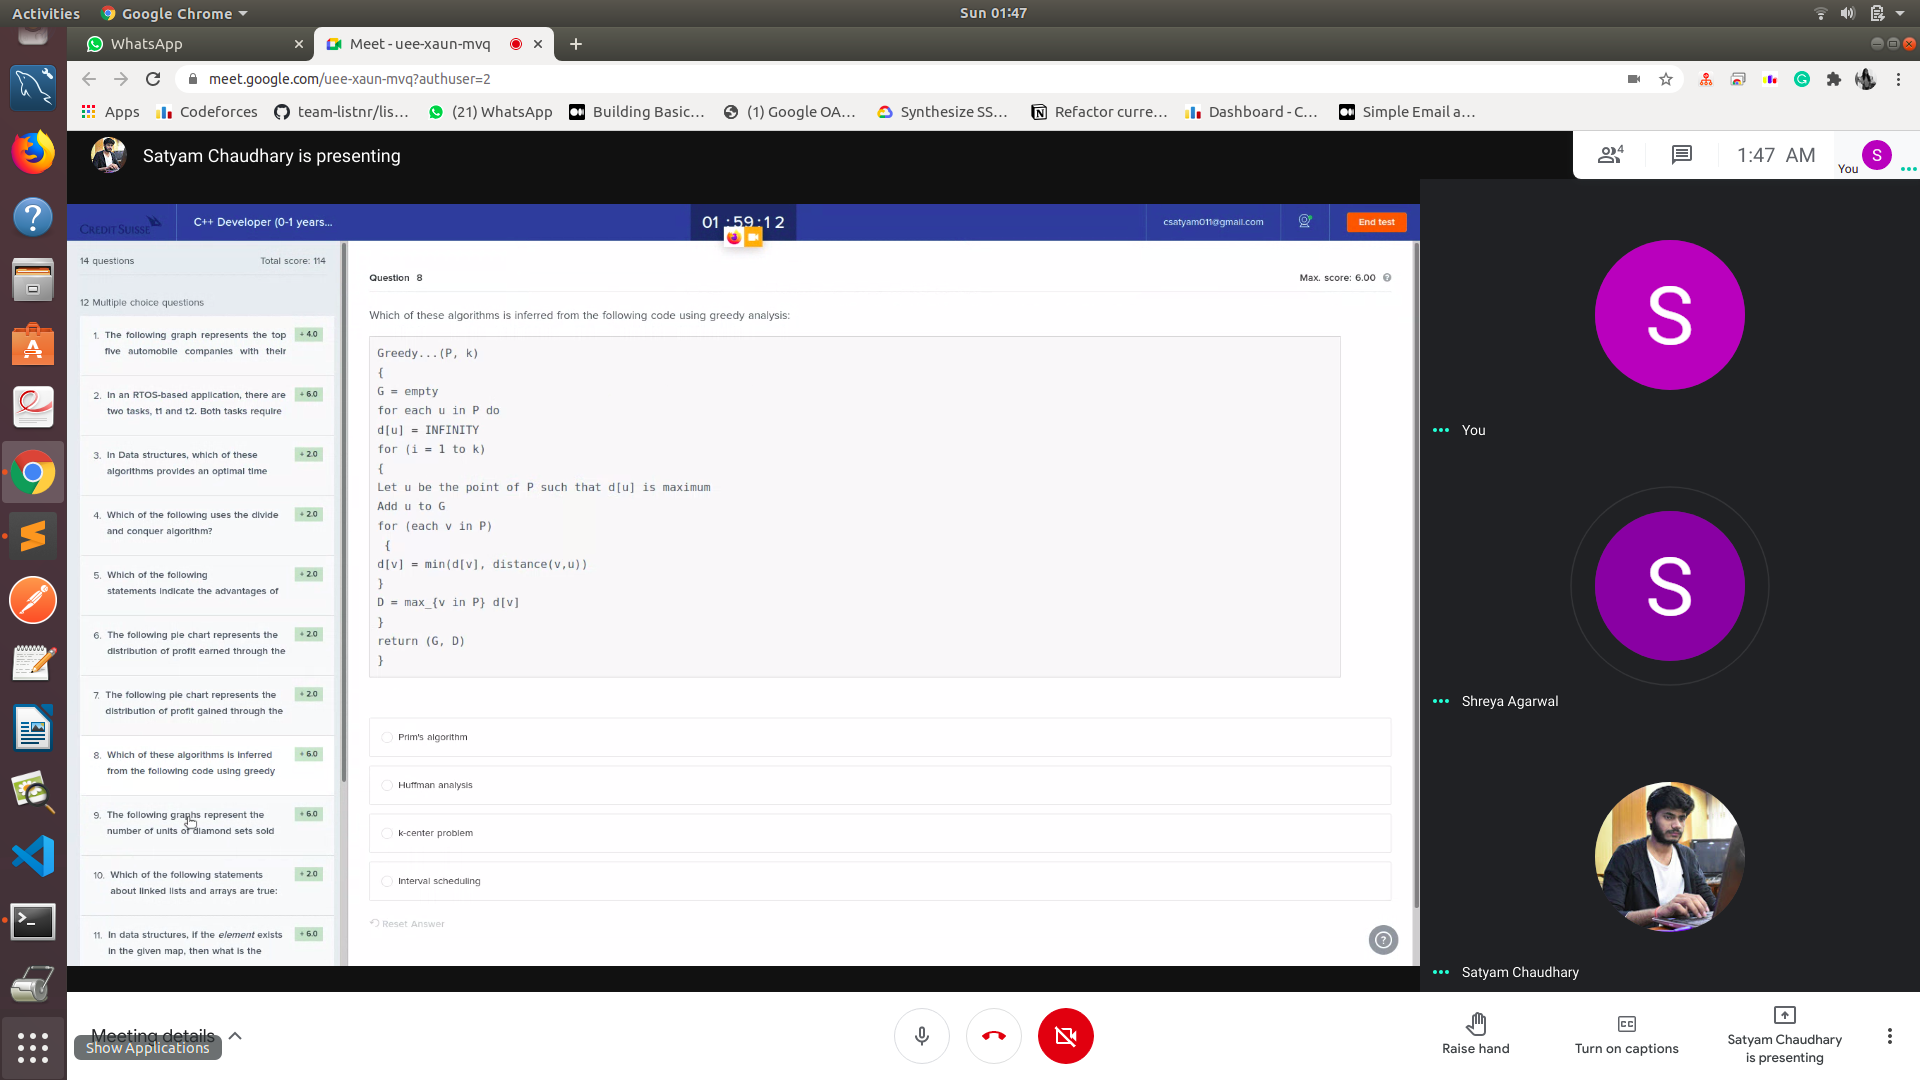 Activities
Google Chrome
Sun 01:47
WhatsApp
Meet - uee-xaun-mvq
meet.google.com/uee-xaun-mvq?authuser=2
Apps
Codeforces
team-listnr/lis...
(21) WhatsApp
Building Basic...
(1) Google OA...
Synthesize SS...
Refactor curre...
Dashboard - C...
Simple Email a...
Satyam Chaudhary is presenting
4
1:47 AM
You
S
CREDIT SUISSE
C++ Developer (0-1 years...
01 :59:12
csatyam011@gmail.com
End test
14 questions
Total score: 114
12 Multiple choice questions
1. The following graph represents the top
five automobile companies with their
+ 4.0
2. In an RTOS-based application, there are
two tasks, t1 and t2. Both tasks require
+ 6.0
3. In Data structures, which of these
algorithms provides an optimal time
+ 2.0
4. Which of the following uses the divide
and conquer algorithm?
+ 2.0
5. Which of the following
statements indicate the advantages of
+ 2.0
6. The following pie chart represents the
distribution of profit earned through the
+ 2.0
7. The following pie chart represents the
distribution of profit gained through the
+ 2.0
8. Which of these algorithms is inferred
from the following code using greedy
+ 6.0
9. The following graphs represent the
number of units of diamond sets sold
+ 6.0
10. Which of the following statements
about linked lists and arrays are true:
+ 2.0
11. In data structures, if the element exists
in the given map, then what is the
+ 6.0
Question 8
Max. score: 6.00
Which of these algorithms is inferred from the following code using greedy analysis:
Greedy...(P, k)
{
G = empty
for each u in P do
d[u] = INFINITY
for (i = 1 to k)
{
Let u be the point of P such that d[u] is maximum
Add u to G
for (each v in P)
{
d[v] = min(d[v], distance(v,u))
}
D = max_{v in P} d[v]
}
return (G, D)
}
Prim's algorithm
Huffman analysis
k-center problem
Interval scheduling
Reset Answer
S
You
S
Shreya Agarwal
Satyam Chaudhary
Meeting details
Show Applications
Raise hand
Turn on captions
Satyam Chaudhary
is presenting